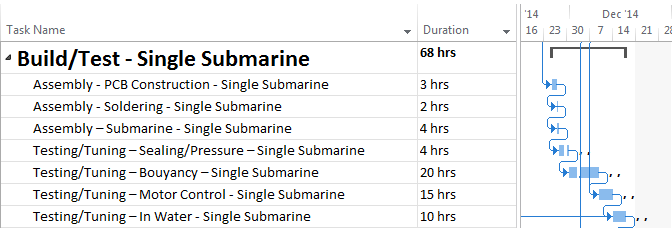 Task Name Duration '14 Dec '14
16 23 30 7 14 21 28
Build/Test - Single Submarine 68 hrs
Assembly - PCB Construction - Single Submarine 3 hrs
Assembly - Soldering - Single Submarine 2 hrs
Assembly – Submarine - Single Submarine 4 hrs
Testing/Tuning – Sealing/Pressure – Single Submarine 4 hrs
Testing/Tuning – Bouyancy – Single Submarine 20 hrs
Testing/Tuning – Motor Control - Single Submarine 15 hrs
Testing/Tuning – In Water - Single Submarine 10 hrs